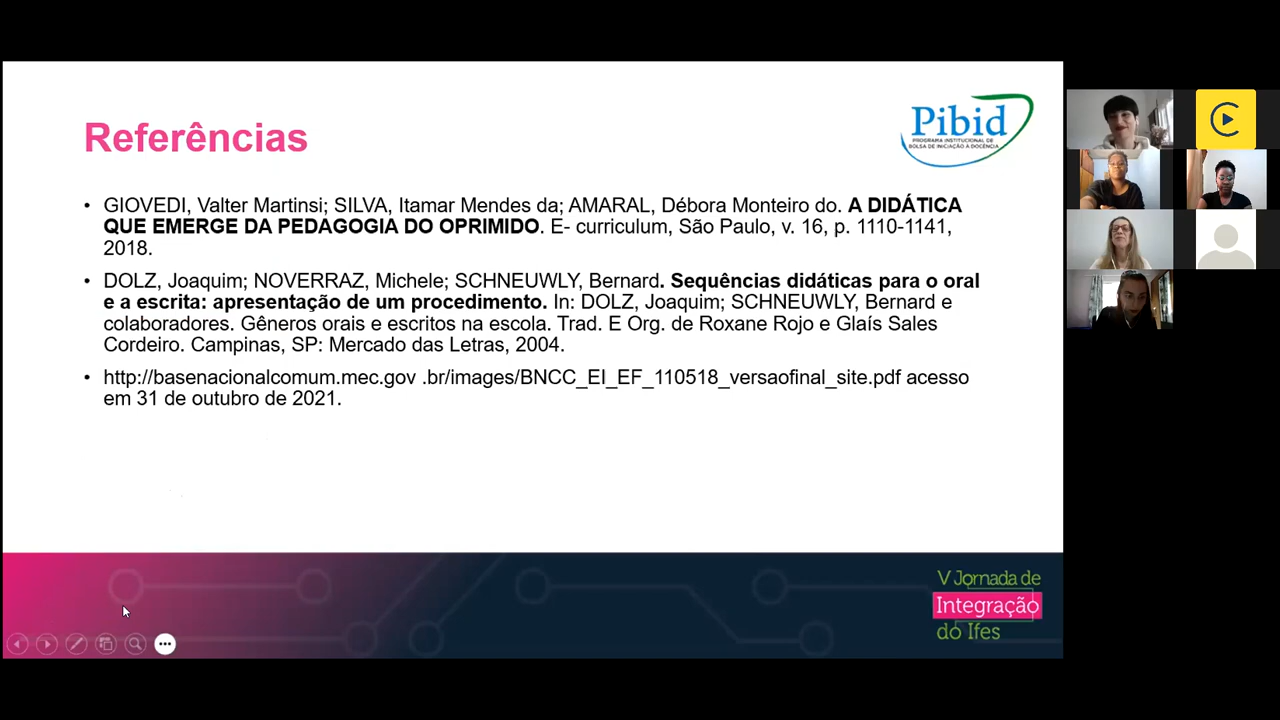 Referências
Pibid
PROGRAMA INSTITUCIONAL DE
BOLSA DE INICIAÇÃO À DOCÊNCIA
• GIOVEDI, Valter Martinsi; SILVA, Itamar Mendes da; AMARAL, Débora Monteiro do. A DIDÁTICA
QUE EMERGE DA PEDAGOGIA DO OPRIMIDO. E- curriculum, São Paulo, v. 16, p. 1110-1141,
2018.
• DOLZ, Joaquim; NOVERRAZ, Michele; SCHNEUWLY, Bernard. Sequências didáticas para o oral
e a escrita: apresentação de um procedimento. In: DOLZ, Joaquim; SCHNEUWLY, Bernard e
colaboradores. Gêneros orais e escritos na escola. Trad. E Org. de Roxane Rojo e Glaís Sales
Cordeiro. Campinas, SP: Mercado das Letras, 2004.
• http://basenacionalcomum.mec.gov .br/images/BNCC_EI_EF_110518_versaofinal_site.pdf acesso
em 31 de outubro de 2021.
V Jornada de
Integração
do Ifes